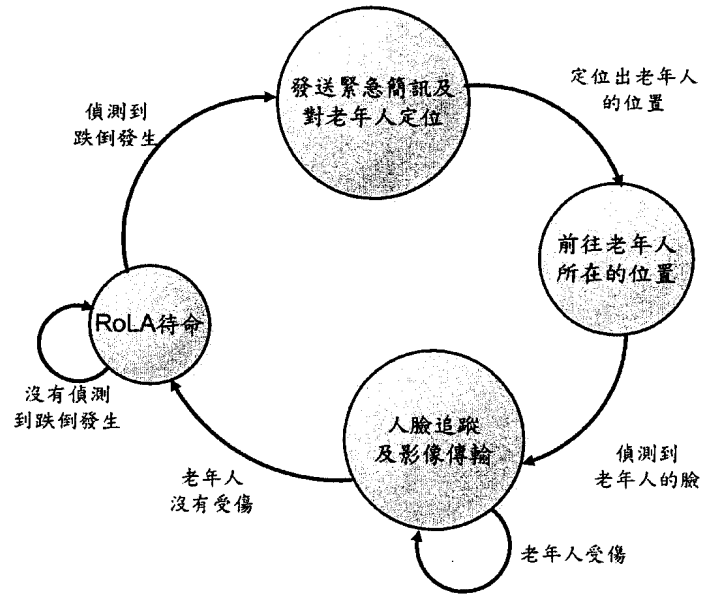 發送緊急簡訊及
對老年人定位
定位出老年人
的位置
偵測到
跌倒發生
前往老年人
所在的位置
RoLA待命
沒有偵測
到跌倒發生
人臉追蹤
及影像傳輸
偵測到
老年人的臉
老年人
沒有受傷
老年人受傷